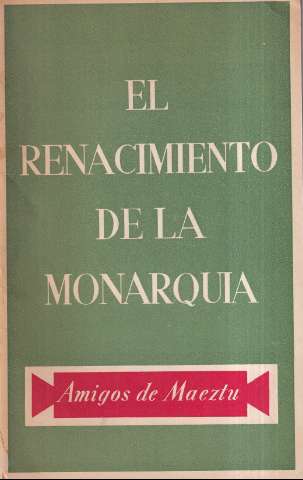 EL
RENACIMIENTO
DE LA
MONARQUIA
Amigos de Maeztu